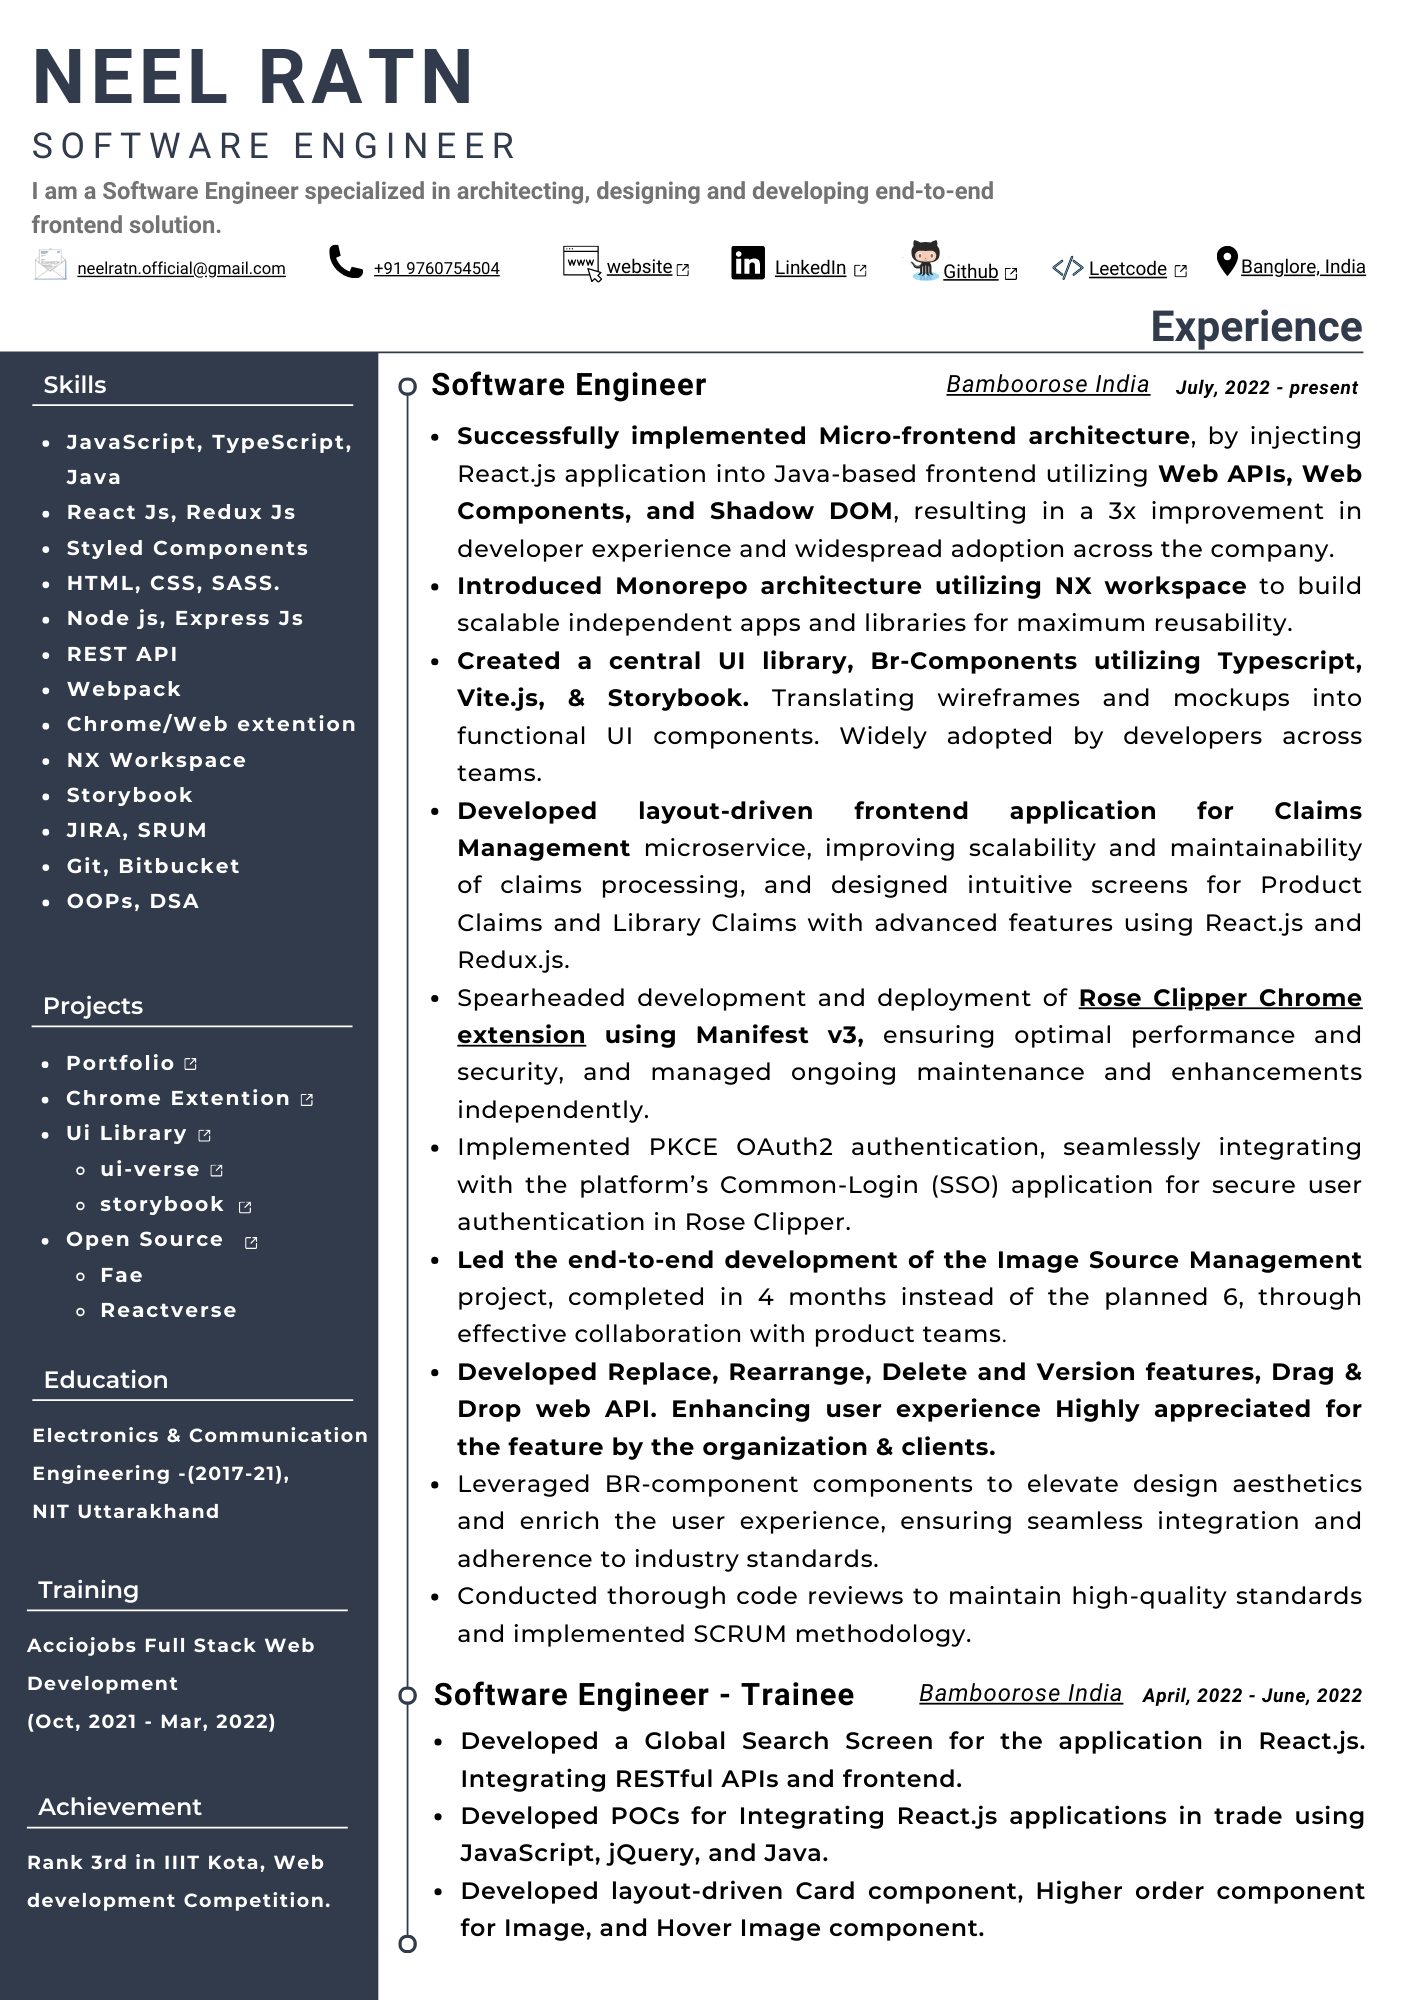 NEEL RATN
SOFTWARE ENGINEER
I am a Software Engineer specialized in architecting, designing and developing end-to-end
frontend solution.
neelratn.official@gmail.com +91 9760754504 www website LinkedIn Github Leetcode Banglore, India
Experience
Skills
JavaScript, TypeScript,
Java
React Js, Redux Js
Styled Components
HTML, CSS, SASS.
Node js, Express Js
REST API
Webpack
Chrome/Web extention
NX Workspace
Storybook
JIRA, SRUM
Git, Bitbucket
OOPs, DSA
Projects
Portfolio
Chrome Extention
Ui Library
ui-verse
storybook
Open Source
Fae
Reactverse
Education
Electronics & Communication
Engineering -(2017-21),
NIT Uttarakhand
Training
Acciojobs Full Stack Web
Development
(Oct, 2021 - Mar, 2022)
Achievement
Rank 3rd in IIIT Kota, Web
development Competition.
Software Engineer Bamboorose India July, 2022 - present
Successfully implemented Micro-frontend architecture, by injecting
React.js application into Java-based frontend utilizing Web APIs, Web
Components, and Shadow DOM, resulting in a 3x improvement in
developer experience and widespread adoption across the company.
Introduced Monorepo architecture utilizing NX workspace to build
scalable independent apps and libraries for maximum reusability.
Created a central UI library, Br-Components utilizing Typescript,
Vite.js, & Storybook. Translating wireframes and mockups into
functional UI components. Widely adopted by developers across
teams.
Developed layout-driven frontend application for Claims
Management microservice, improving scalability and maintainability
of claims processing, and designed intuitive screens for Product
Claims and Library Claims with advanced features using React.js and
Redux.js.
Spearheaded development and deployment of Rose Clipper Chrome
extension using Manifest v3, ensuring optimal performance and
security, and managed ongoing maintenance and enhancements
independently.
Implemented PKCE OAuth2 authentication, seamlessly integrating
with the platform’s Common-Login (SSO) application for secure user
authentication in Rose Clipper.
Led the end-to-end development of the Image Source Management
project, completed in 4 months instead of the planned 6, through
effective collaboration with product teams.
Developed Replace, Rearrange, Delete and Version features, Drag &
Drop web API. Enhancing user experience Highly appreciated for
the feature by the organization & clients.
Leveraged BR-component components to elevate design aesthetics
and enrich the user experience, ensuring seamless integration and
adherence to industry standards.
Conducted thorough code reviews to maintain high-quality standards
and implemented SCRUM methodology.
Software Engineer - Trainee Bamboorose India April, 2022 - June, 2022
Developed a Global Search Screen for the application in React.js.
Integrating RESTful APIs and frontend.
Developed POCs for Integrating React.js applications in trade using
JavaScript, jQuery, and Java.
Developed layout-driven Card component, Higher order component
for Image, and Hover Image component.